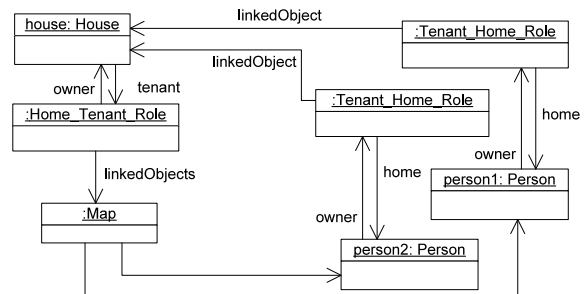 linkedObject
house: House
:Tenant_Home_Role
linkedObject
owner
tenant
:Tenant_Home_Role
:Home_Tenant_Role
home
owner
home
linkedObjects
person1: Person
:Map
owner
person2: Person